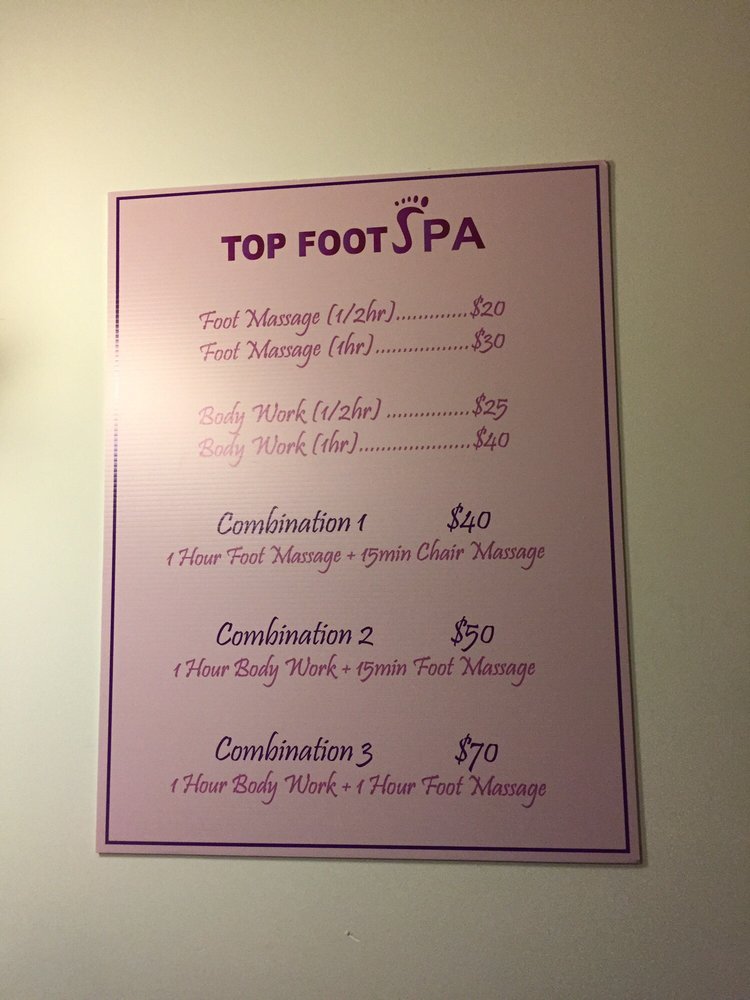 TOP FOOT SPA
Foot Massage (1/2hr).............$20
Foot Massage (1hr).................$30
Body Work (1/2hr) ...............$25
Body Work (1hr)....................$40
Combination 1 $40
1 Hour Foot Massage + 15min Chair Massage
Combination 2 $50
1 Hour Body Work + 15min Foot Massage
Combination 3 $70
1 Hour Body Work + 1 Hour Foot Massage